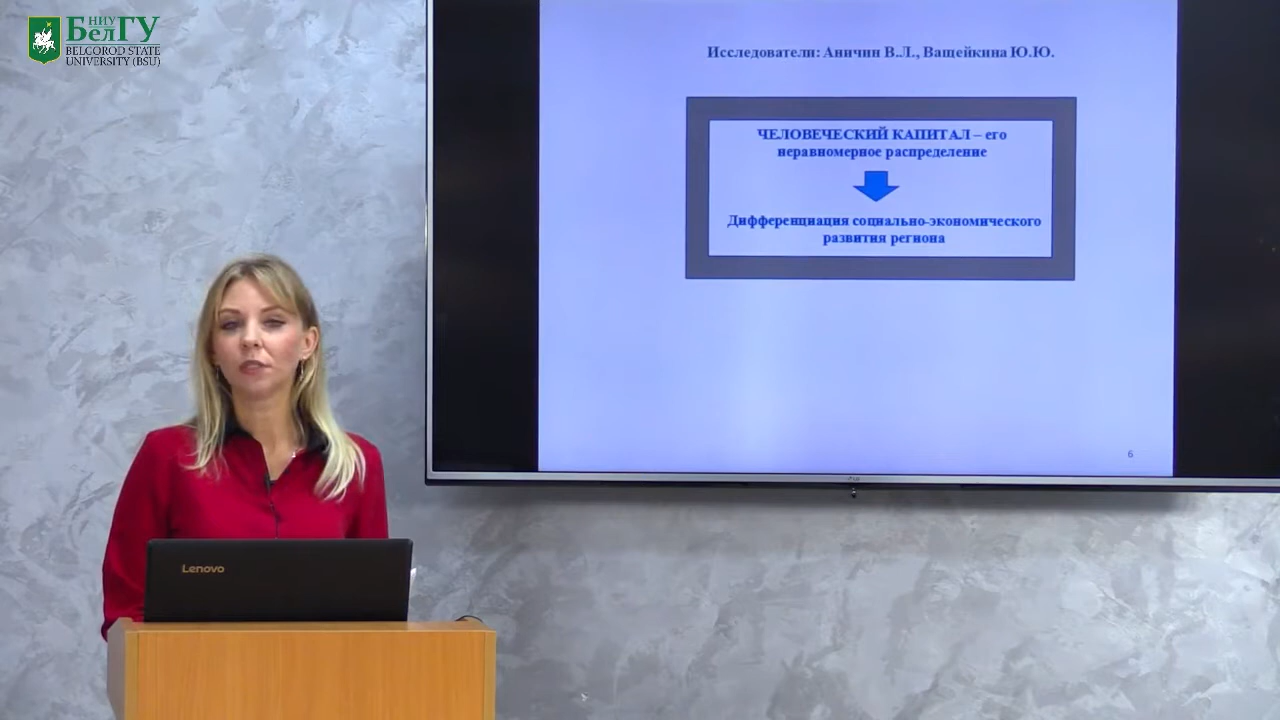 НИУ
БелГУ
BELGOROD STATE
UNIVERSITY (BSU)
Исследователи: Аничин В.Л., Ващейкина Ю.Ю.
ЧЕЛОВЕЧЕСКИЙ КАПИТАЛ – его
неравномерное распределение
Дифференциация социально-экономического
развития региона
6
Lenovo